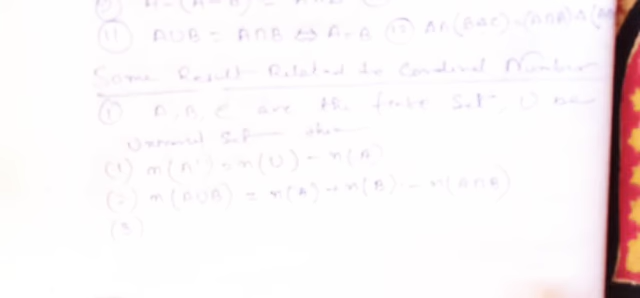 (11) A∪B = A∩B ⇔ A=B (12) A∩(BΔC)=(A∩B)Δ(A
Some Result Related to Cardinal Number
(1) A, B, C are the finite Set, U be
Universal Set then
(1) n(A') = n(U) - n(A)
(2) n(A∪B) = n(A) + n(B) - n(A∩B)
(3)